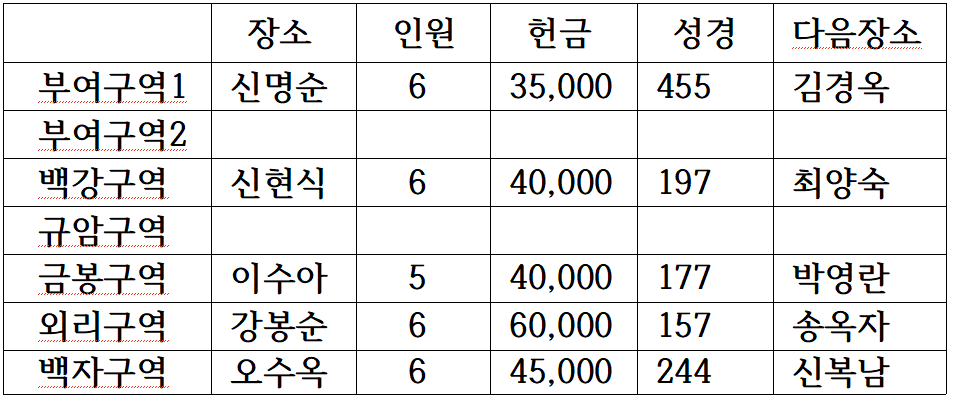 장소 인원 헌금 성경 다음장소
부여구역1 신명순 6 35,000 455 김경옥
부여구역2
백강구역 신현식 6 40,000 197 최양숙
규암구역
금봉구역 이수아 5 40,000 177 박영란
외리구역 강봉순 6 60,000 157 송옥자
백자구역 오수옥 6 45,000 244 신복남